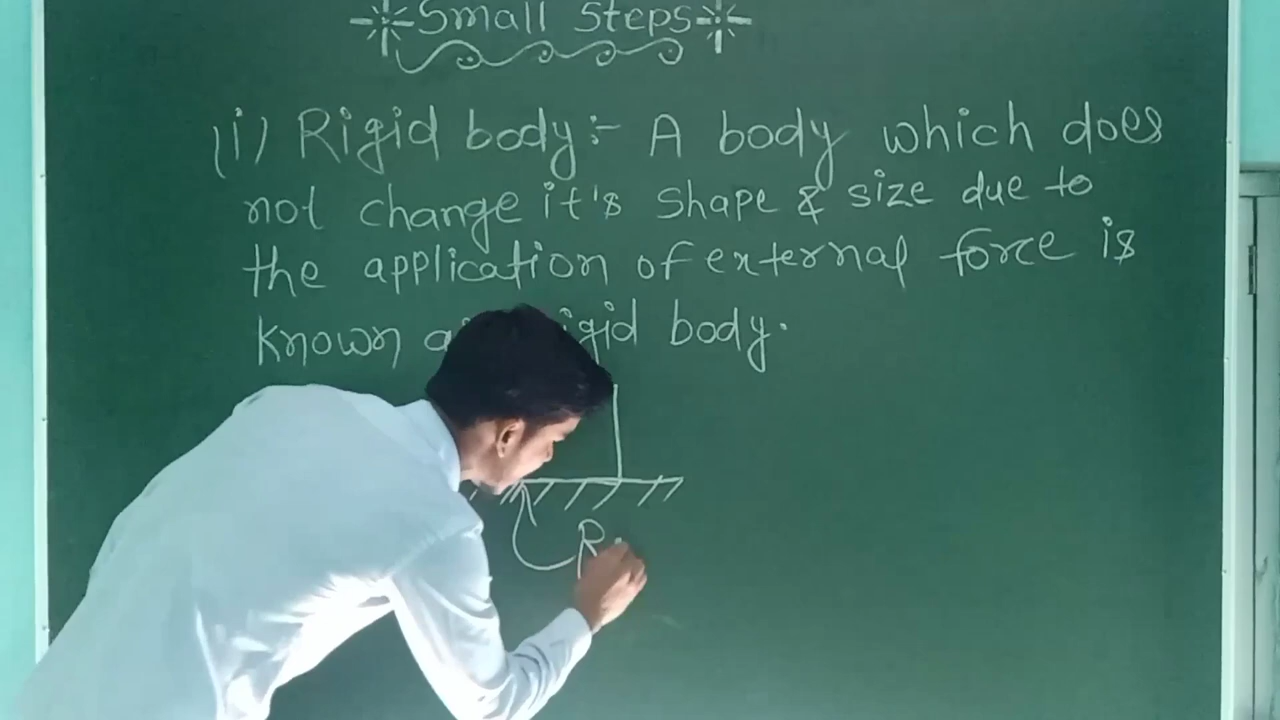 Small Steps
(i) Rigid body:- A body which does
not change it's shape & size due to
the application of external force is
known body.
R